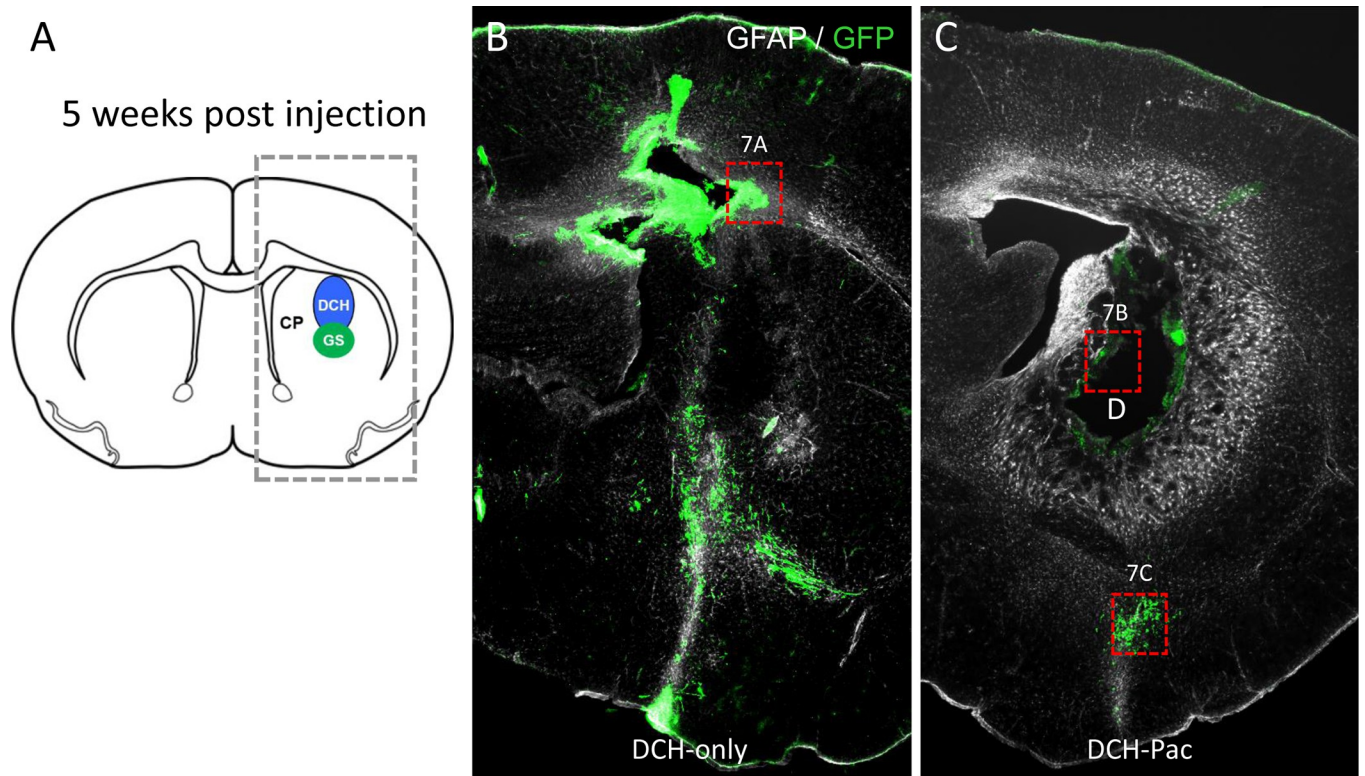 A
5 weeks post injection
DCH
CP
GS
B
GFAP / GFP
7A
DCH-only
C
7B
D
7C
DCH-Pac